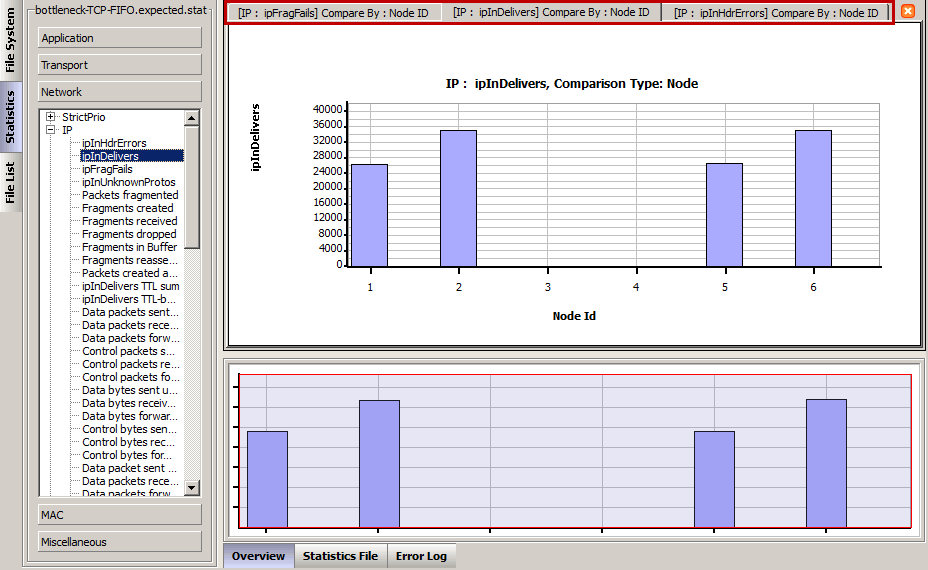 File System
Statistics
File List
bottleneck-TCP-FIFO.expected.stat
Application
Transport
Network
StrictPrio
IP
ipInHdrErrors
ipInDelivers
ipFragFails
ipInUnknownProtos
Packets fragmented
Fragments created
Fragments received
Fragments dropped
Fragments in Buffer
Fragments reasse...
Packets created a...
ipInDelivers TTL sum
ipInDelivers TTL-b...
Data packets sent...
Data packets rece...
Data packets forw...
Control packets s...
Control packets re...
Control packets fo...
Data bytes sent u...
Data bytes receiv...
Data bytes forwar...
Control bytes sen...
Control bytes rec...
Control bytes for...
Data packet sent ...
Data packets rece...
Data packets forw...
MAC
Miscellaneous
[IP : ipFragFails] Compare By : Node ID
[IP : ipInDelivers] Compare By : Node ID
[IP : ipInHdrErrors] Compare By : Node ID
IP : ipInDelivers, Comparison Type: Node
ipInDelivers
40000
36000
32000
28000
24000
20000
16000
12000
8000
4000
0
1 2 3 4 5 6
Node Id
Overview
Statistics File
Error Log